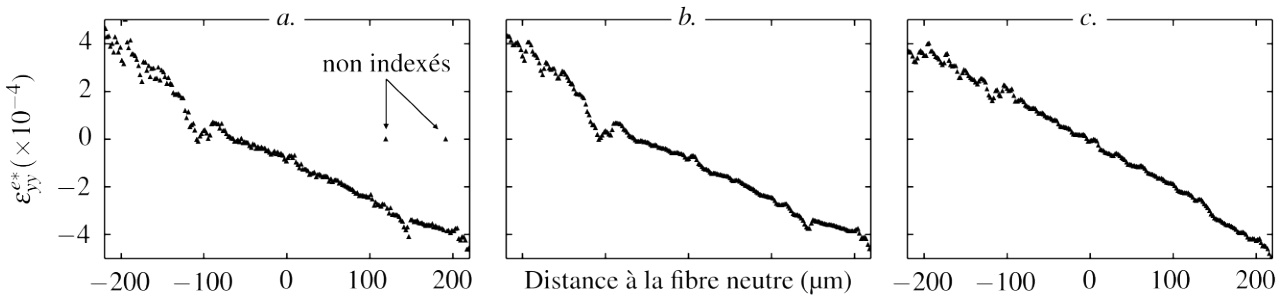 a. b. c.
non indexés
4
2
0
−2
−4
ε^{e*}_{yy} (×10^{−4})
−200 −100 0 100 200
Distance à la fibre neutre (µm)
−200 −100 0 100 200